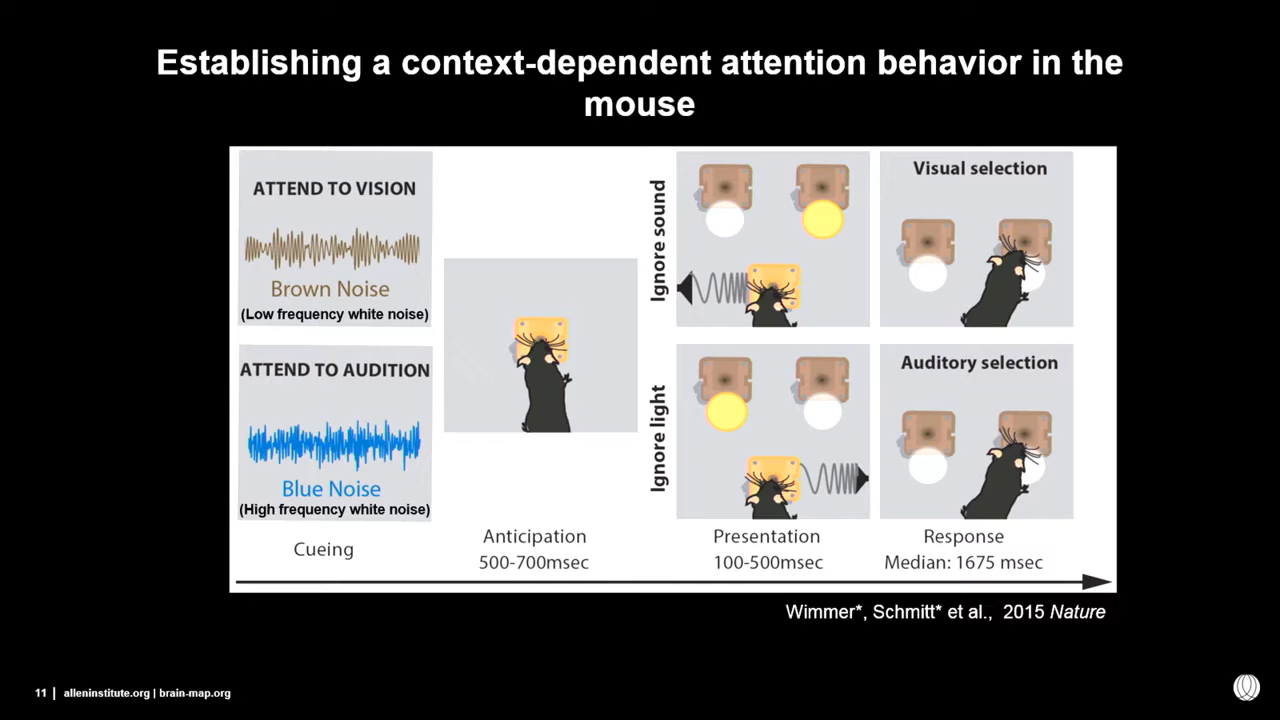 Establishing a context-dependent attention behavior in the
mouse
ATTEND TO VISION
Brown Noise
(Low frequency white noise)
ATTEND TO AUDITION
Blue Noise
(High frequency white noise)
Cueing
Anticipation
500-700msec
Ignore sound
Ignore light
Presentation
100-500msec
Visual selection
Auditory selection
Response
Median: 1675 msec
Wimmer*, Schmitt* et al., 2015 Nature
11 | alleninstitute.org | brain-map.org